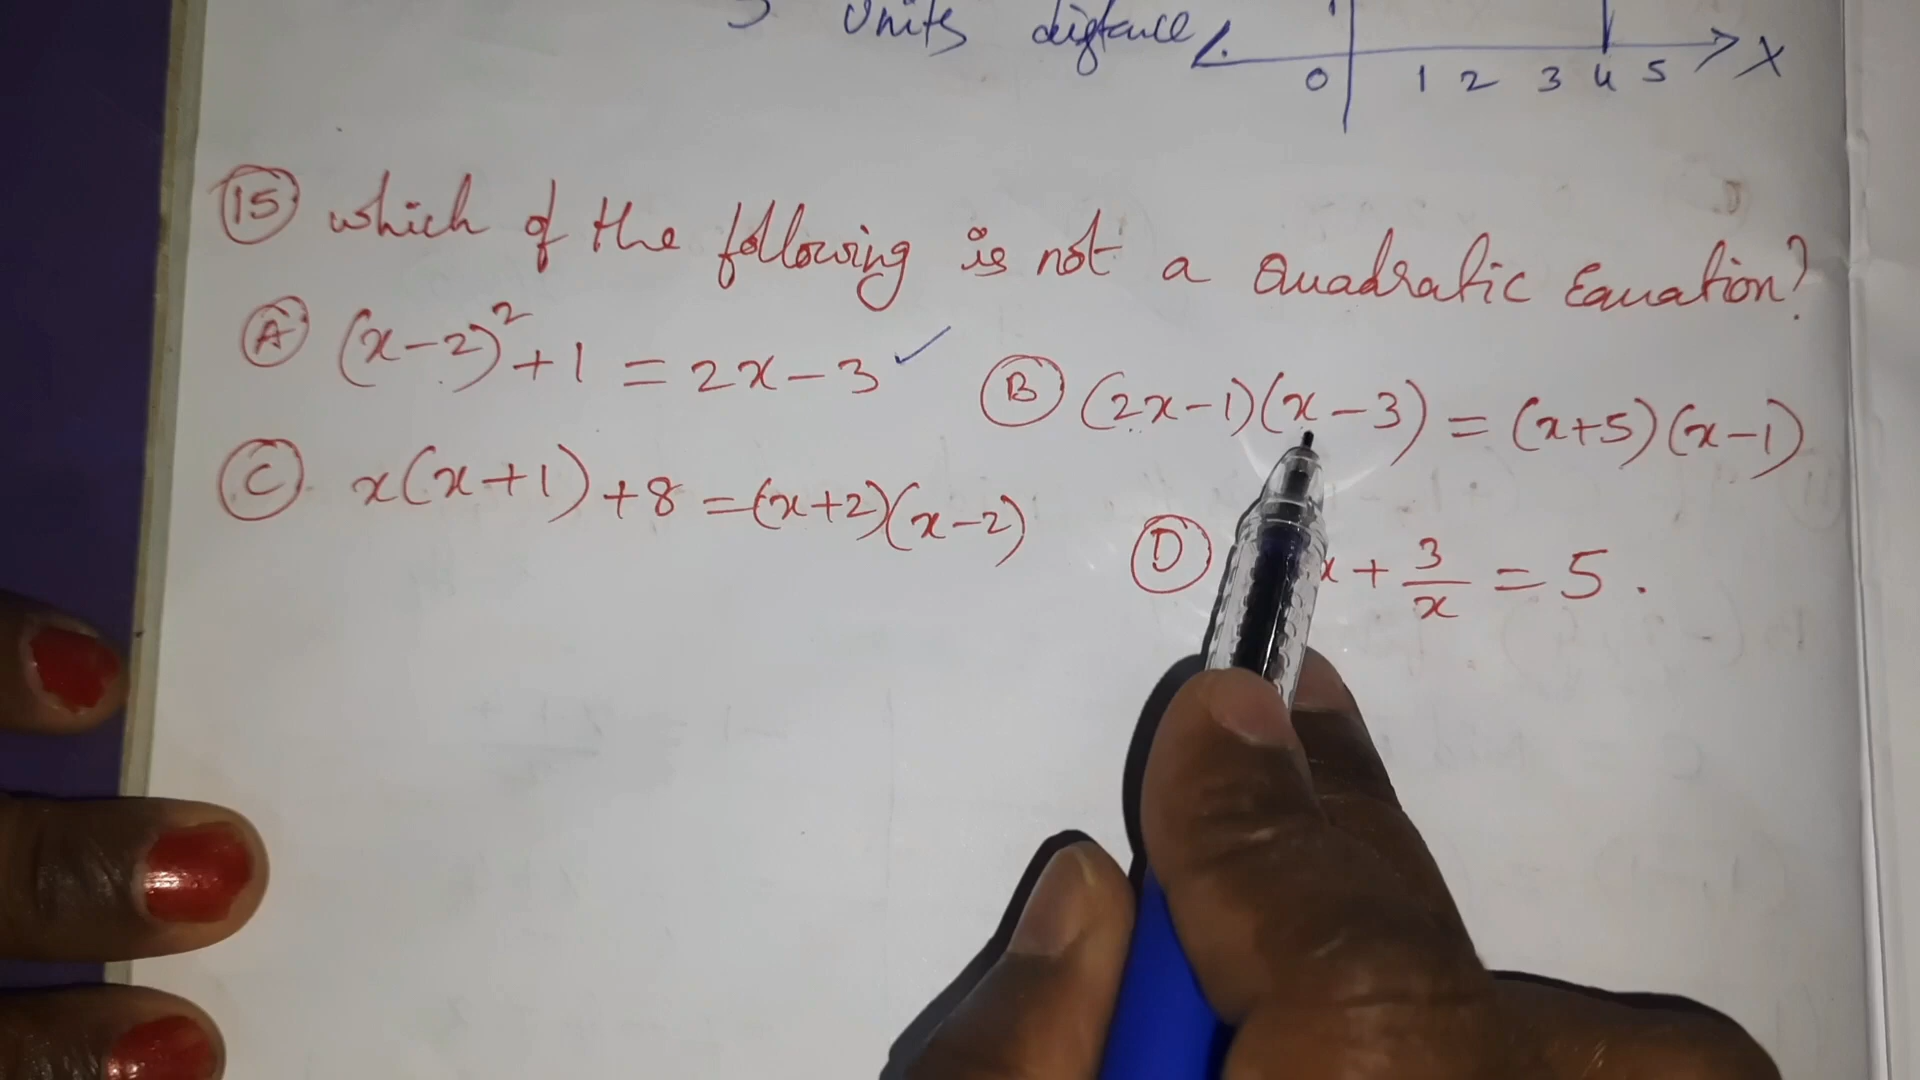 units distance.
0 1 2 3 4 5 X
15 which of the following is not a Quadratic Equation?
A (x-2)²+1 = 2x-3 ✓
B (2x-1)(x-3) = (x+5)(x-1)
C x(x+1)+8 = (x+2)(x-2)
D x + 3/x = 5.